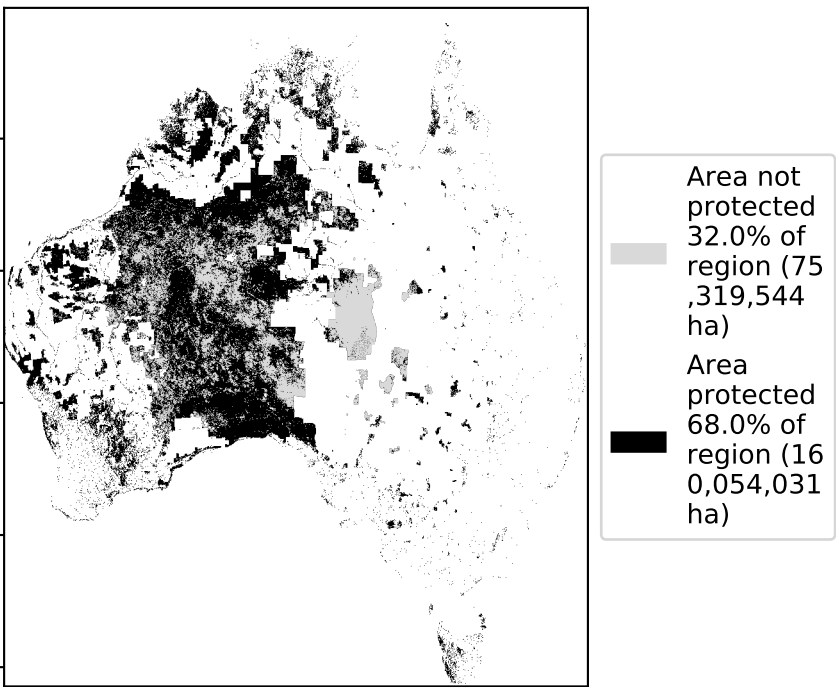 Area not
protected
32.0% of
region (75
,319,544
ha)
Area
protected
68.0% of
region (16
0,054,031
ha)